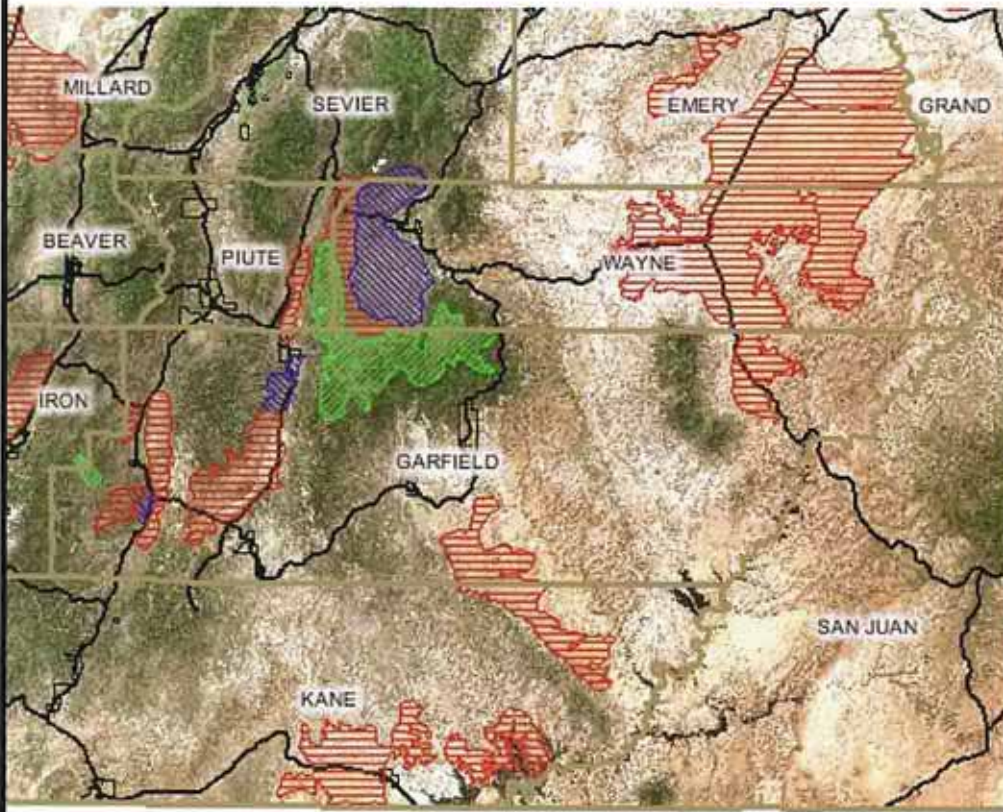 MILLARD
SEVIER
EMERY
GRAND
BEAVER
PIUTE
WAYNE
IRON
GARFIELD
SAN JUAN
KANE